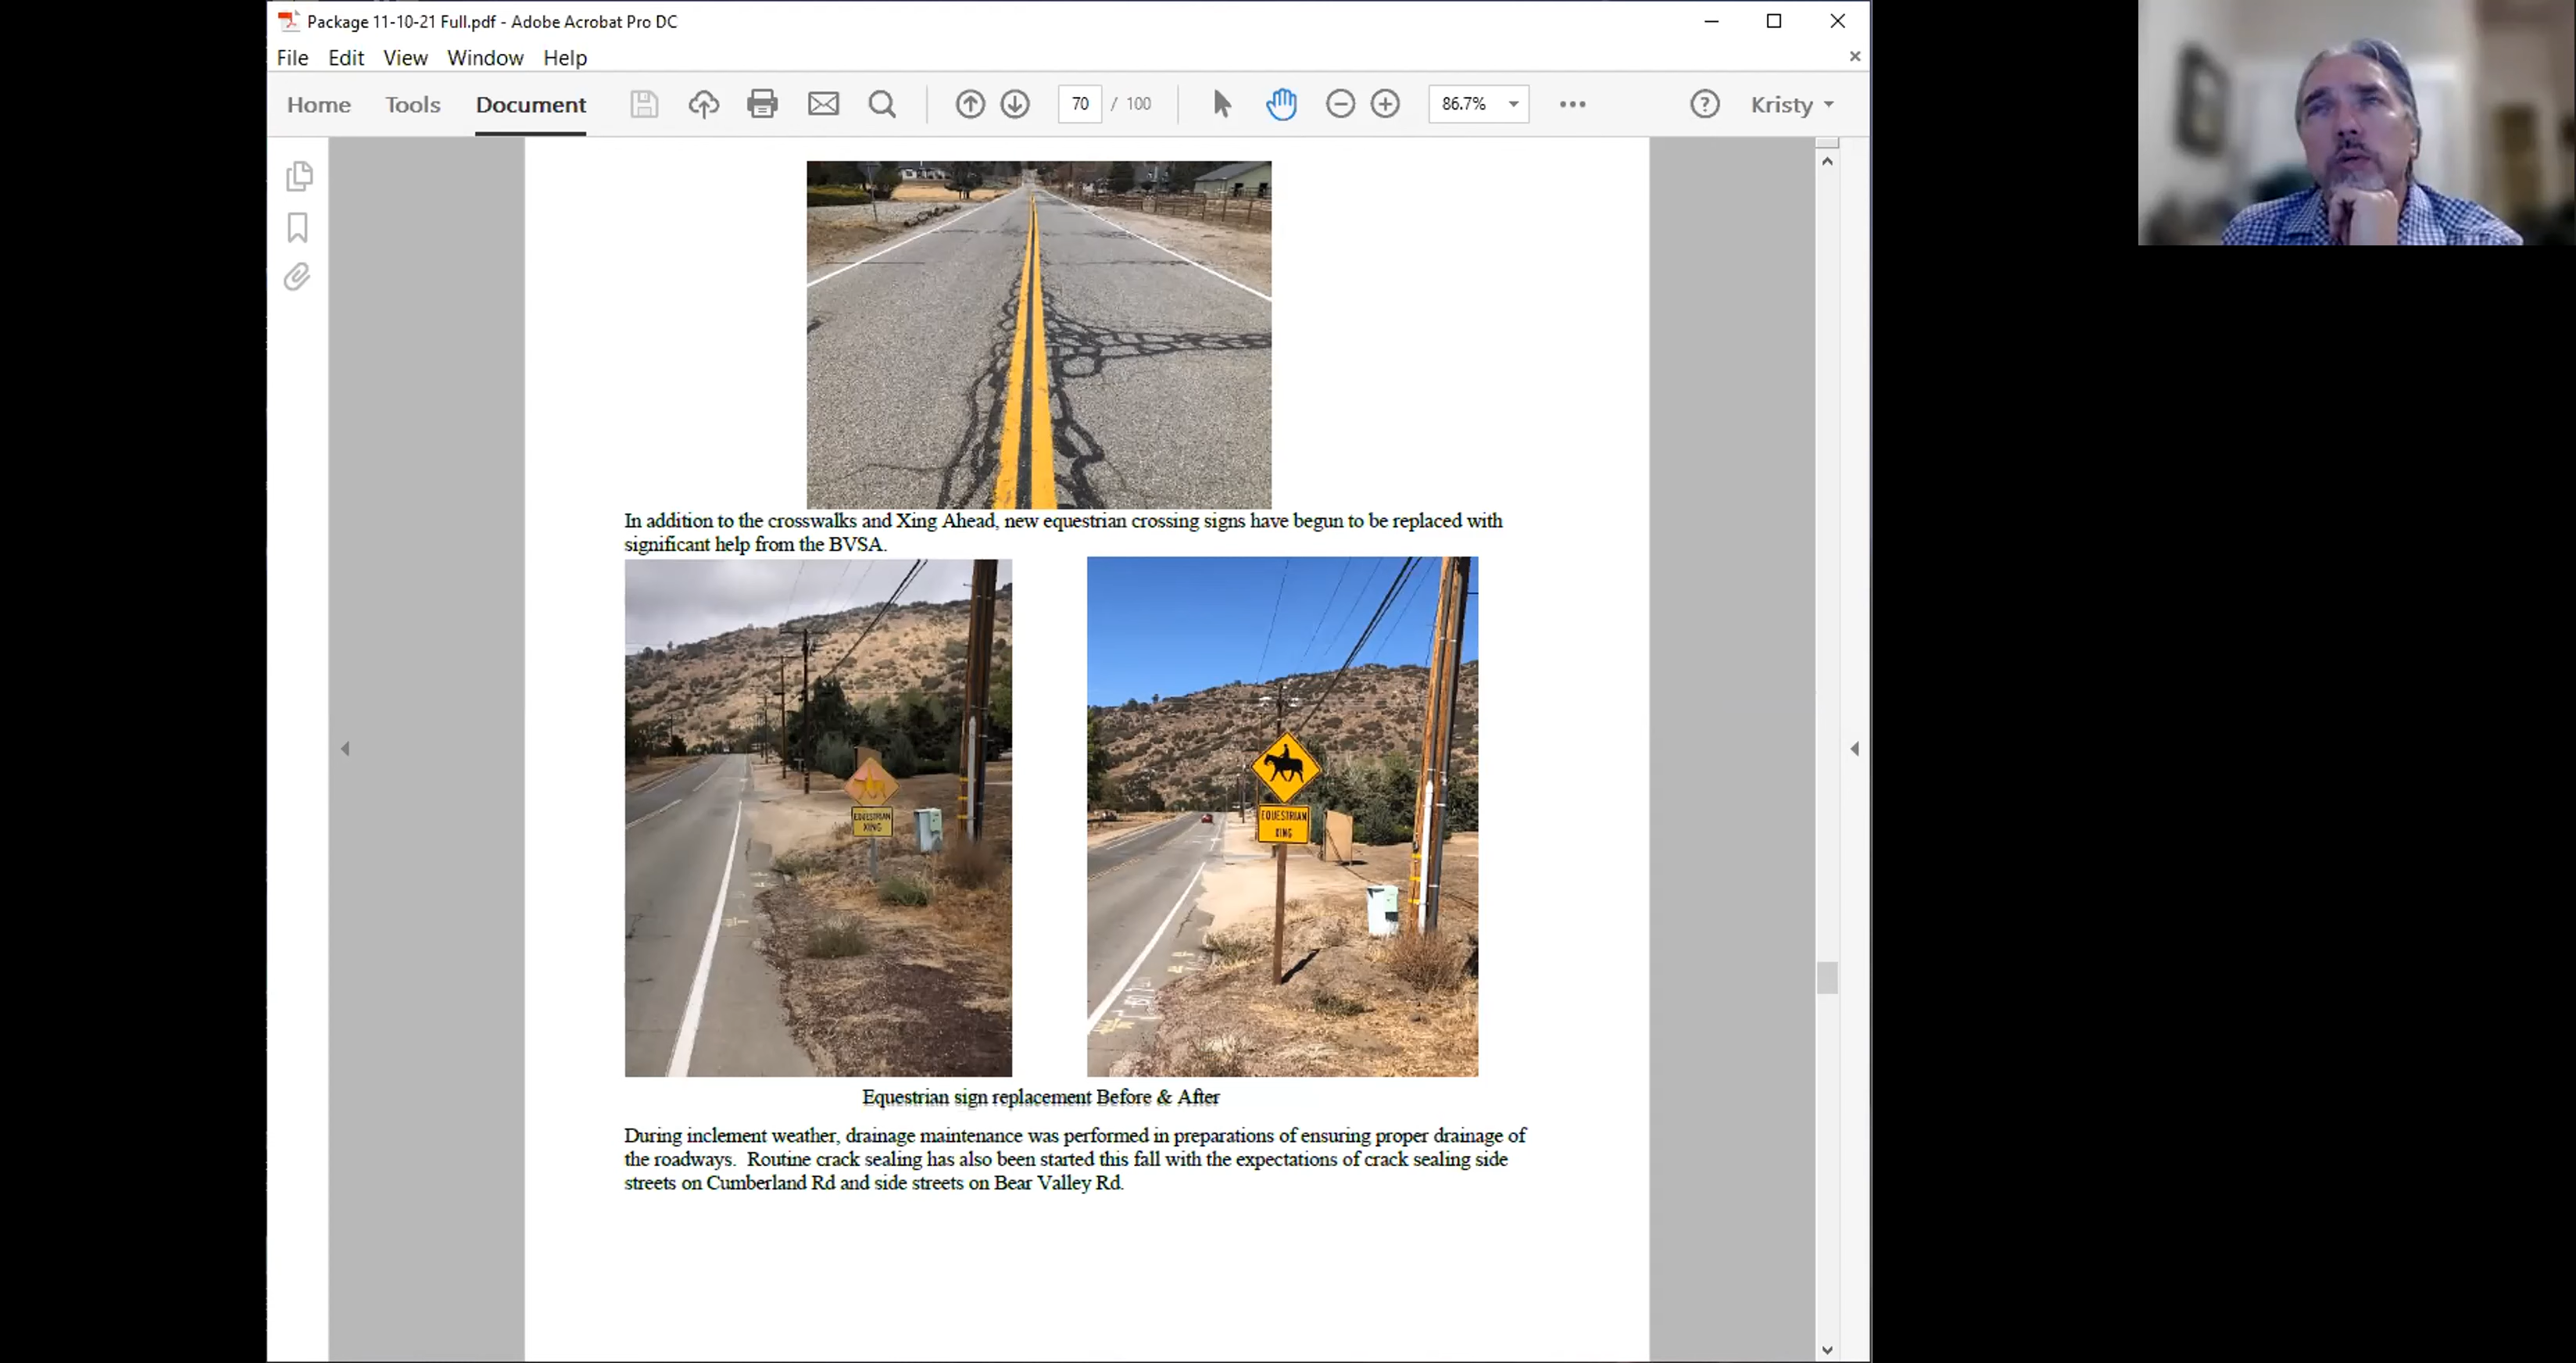 Package 11-10-21 Full.pdf - Adobe Acrobat Pro DC
File Edit View Window Help
Home Tools Document 70 / 100 86.7% Kristy
In addition to the crosswalks and Xing Ahead, new equestrian crossing signs have begun to be replaced with
significant help from the BVSA.
EQUESTRIAN
XING
EQUESTRIAN
XING
Equestrian sign replacement Before & After
During inclement weather, drainage maintenance was performed in preparations of ensuring proper drainage of
the roadways. Routine crack sealing has also been started this fall with the expectations of crack sealing side
streets on Cumberland Rd and side streets on Bear Valley Rd.